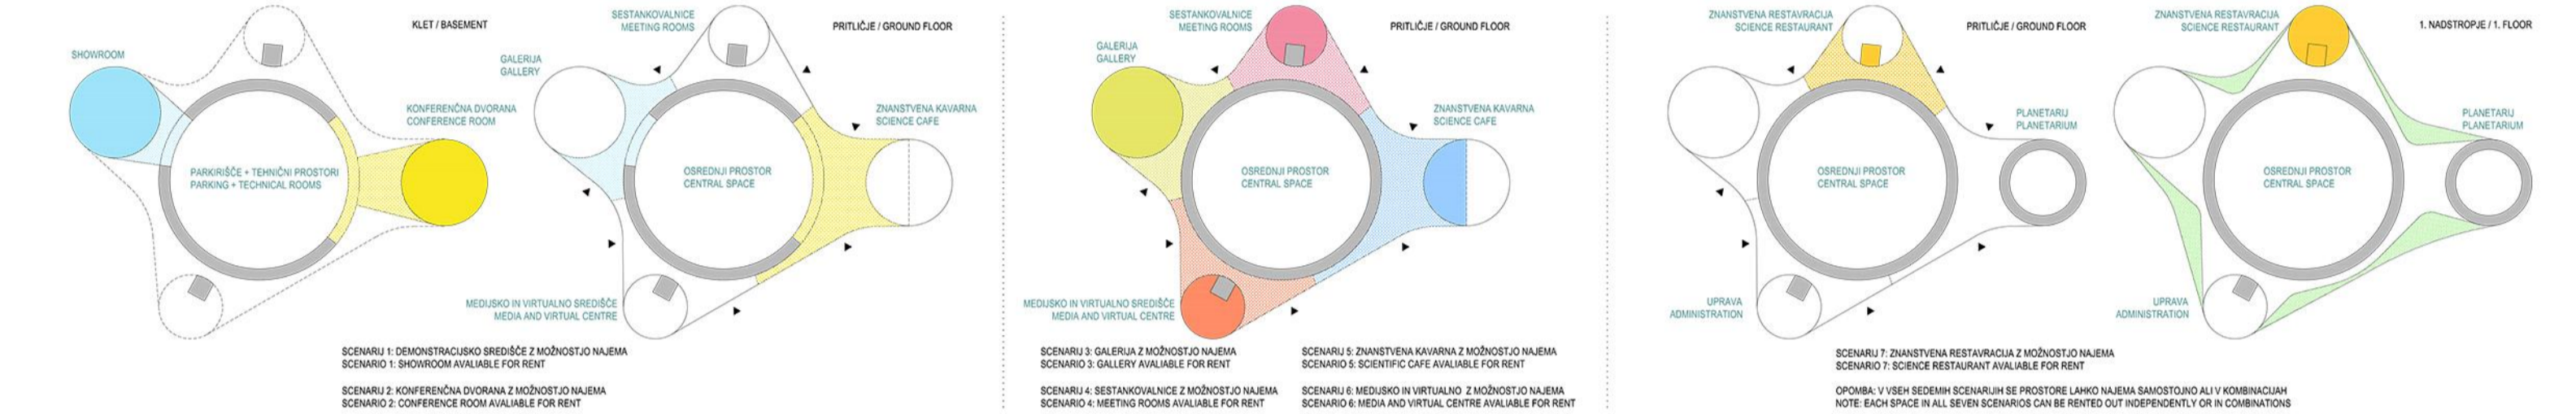 KLET / BASEMENT
SHOWROOM
KONFERENČNA DVORANA
CONFERENCE ROOM
PARKIRIŠČE + TEHNIČNI PROSTORI
PARKING + TECHNICAL ROOMS
SESTANKOVALNICE
MEETING ROOMS
PRITLIČJE / GROUND FLOOR
GALERIJA
GALLERY
ZNANSTVENA KAVARNA
SCIENCE CAFE
OSREDNJI PROSTOR
CENTRAL SPACE
MEDIJSKO IN VIRTUALNO SREDIŠČE
MEDIA AND VIRTUAL CENTRE
SCENARIJ 1: DEMONSTRACIJSKO SREDIŠČE Z MOŽNOSTJO NAJEMA
SCENARIO 1: SHOWROOM AVALIABLE FOR RENT
SCENARIJ 2: KONFERENČNA DVORANA Z MOŽNOSTJO NAJEMA
SCENARIO 2: CONFERENCE ROOM AVALIABLE FOR RENT
SESTANKOVALNICE
MEETING ROOMS
PRITLIČJE / GROUND FLOOR
GALERIJA
GALLERY
ZNANSTVENA KAVARNA
SCIENCE CAFE
OSREDNJI PROSTOR
CENTRAL SPACE
MEDIJSKO IN VIRTUALNO SREDIŠČE
MEDIA AND VIRTUAL CENTRE
SCENARIJ 3: GALERIJA Z MOŽNOSTJO NAJEMA
SCENARIO 3: GALLERY AVALIABLE FOR RENT
SCENARIJ 4: SESTANKOVALNICE Z MOŽNOSTJO NAJEMA
SCENARIO 4: MEETING ROOMS AVALIABLE FOR RENT
SCENARIJ 5: ZNANSTVENA KAVARNA Z MOŽNOSTJO NAJEMA
SCENARIO 5: SCIENTIFIC CAFE AVALIABLE FOR RENT
SCENARIJ 6: MEDIJSKO IN VIRTUALNO Z MOŽNOSTJO NAJEMA
SCENARIO 6: MEDIA AND VIRTUAL CENTRE AVALIABLE FOR RENT
ZNANSTVENA RESTAVRACIJA
SCIENCE RESTAURANT
PRITLIČJE / GROUND FLOOR
PLANETARIJ
PLANETARIUM
OSREDNJI PROSTOR
CENTRAL SPACE
UPRAVA
ADMINISTRATION
ZNANSTVENA RESTAVRACIJA
SCIENCE RESTAURANT
1. NADSTROPJE / 1. FLOOR
PLANETARIJ
PLANETARIUM
OSREDNJI PROSTOR
CENTRAL SPACE
UPRAVA
ADMINISTRATION
SCENARIJ 7: ZNANSTVENA RESTAVRACIJA Z MOŽNOSTJO NAJEMA
SCENARIO 7: SCIENCE RESTAURANT AVALIABLE FOR RENT
OPOMBA: V VSEH SEDEMIH SCENARIJIH SE PROSTORE LAHKO NAJEMA SAMOSTOJNO ALI V KOMBINACIJAH
NOTE: EACH SPACE IN ALL SEVEN SCENARIOS CAN BE RENTED OUT INDEPENDENTLY OR IN COMBINATIONS